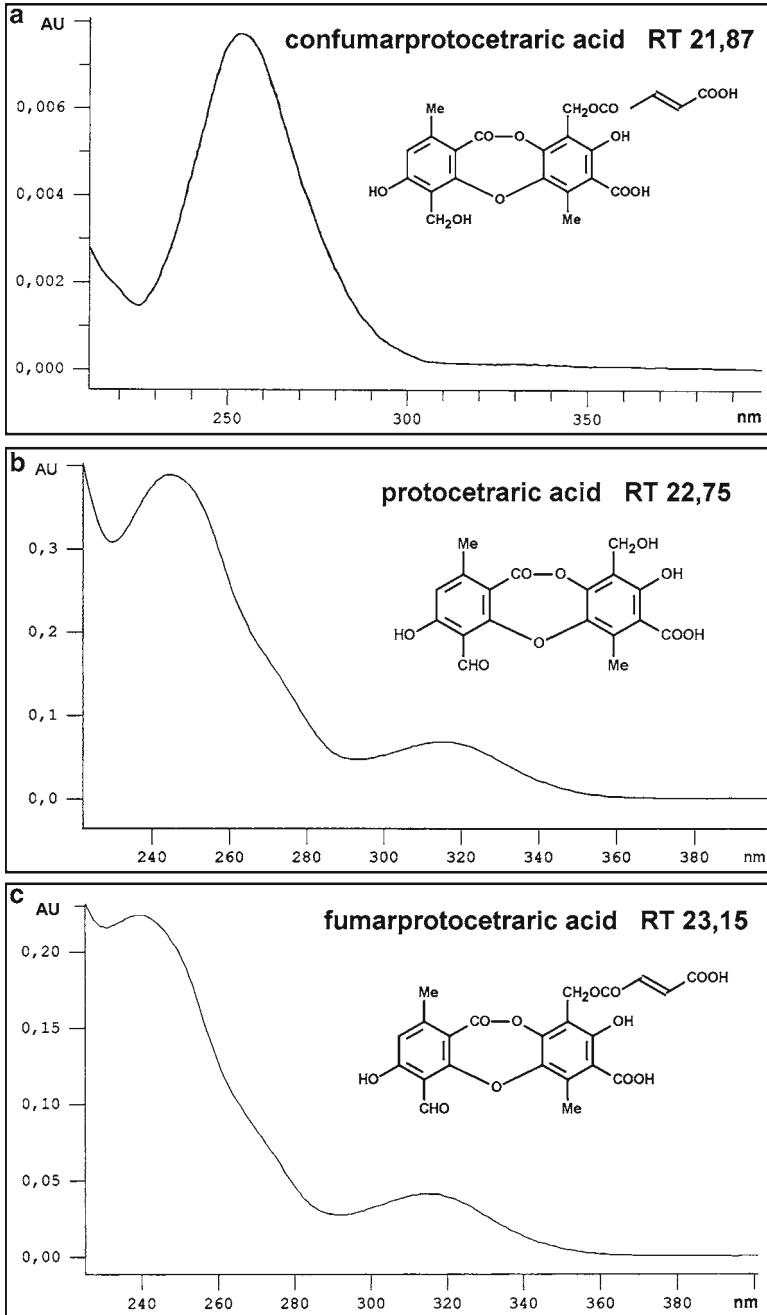 a AU
confumarprotocetraric acid RT 21,87
0,006
0,004
0,002
0,000
Me
CO O
CH2OCO
COOH
OH
HO
CH2OH
O
Me
COOH
250 300 350 nm
b AU
protocetraric acid RT 22,75
0,3
0,2
0,1
0,0
Me
CO O
CH2OH
OH
HO
CHO
O
Me
COOH
240 260 280 300 320 340 360 380 nm
c AU
fumarprotocetraric acid RT 23,15
0,20
0,15
0,10
0,05
0,00
Me
CO O
CH2OCO
COOH
OH
HO
CHO
O
Me
COOH
240 260 280 300 320 340 360 380 nm